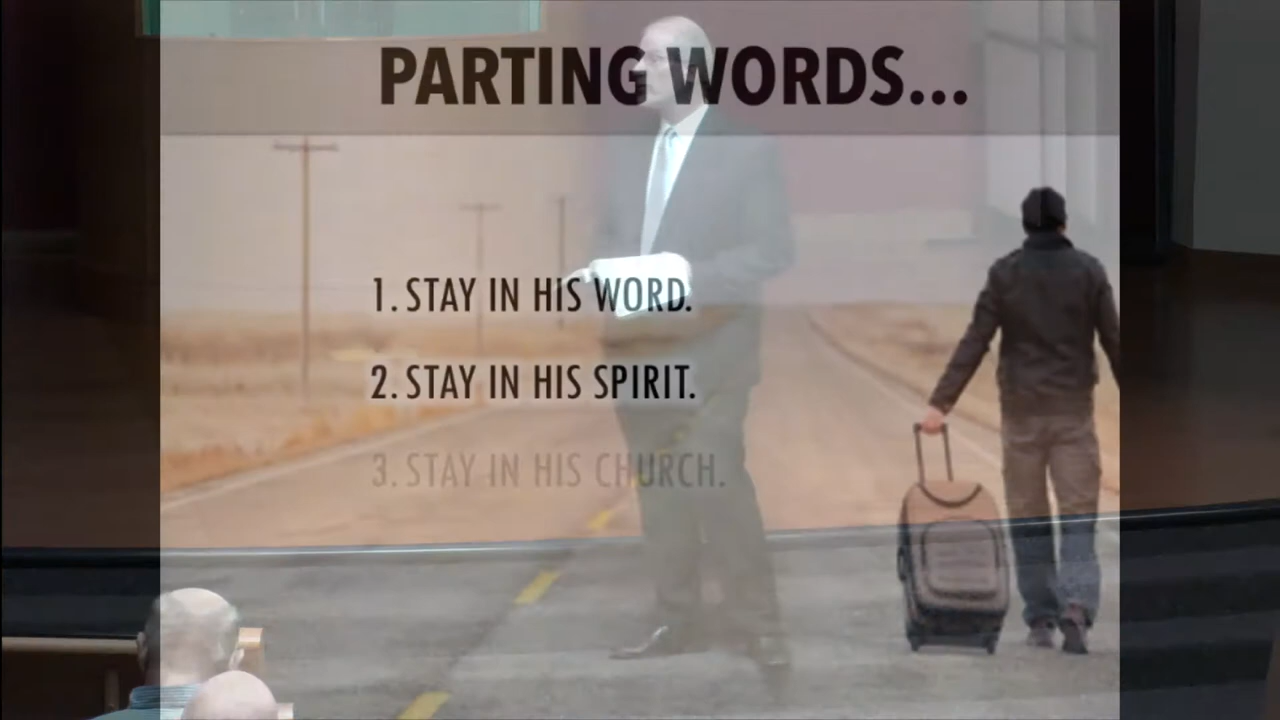 PARTING WORDS...
1. STAY IN HIS WORD.
2. STAY IN HIS SPIRIT.
3. STAY IN HIS CHURCH.